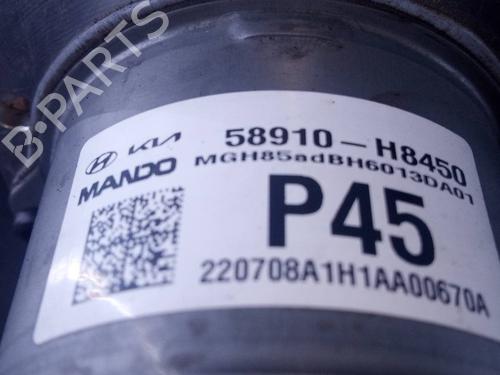 B-PARTS
KIA
58910-H8450
MANDO
MGH85adBH6013DA01
P45
220708A1H1AA00670A